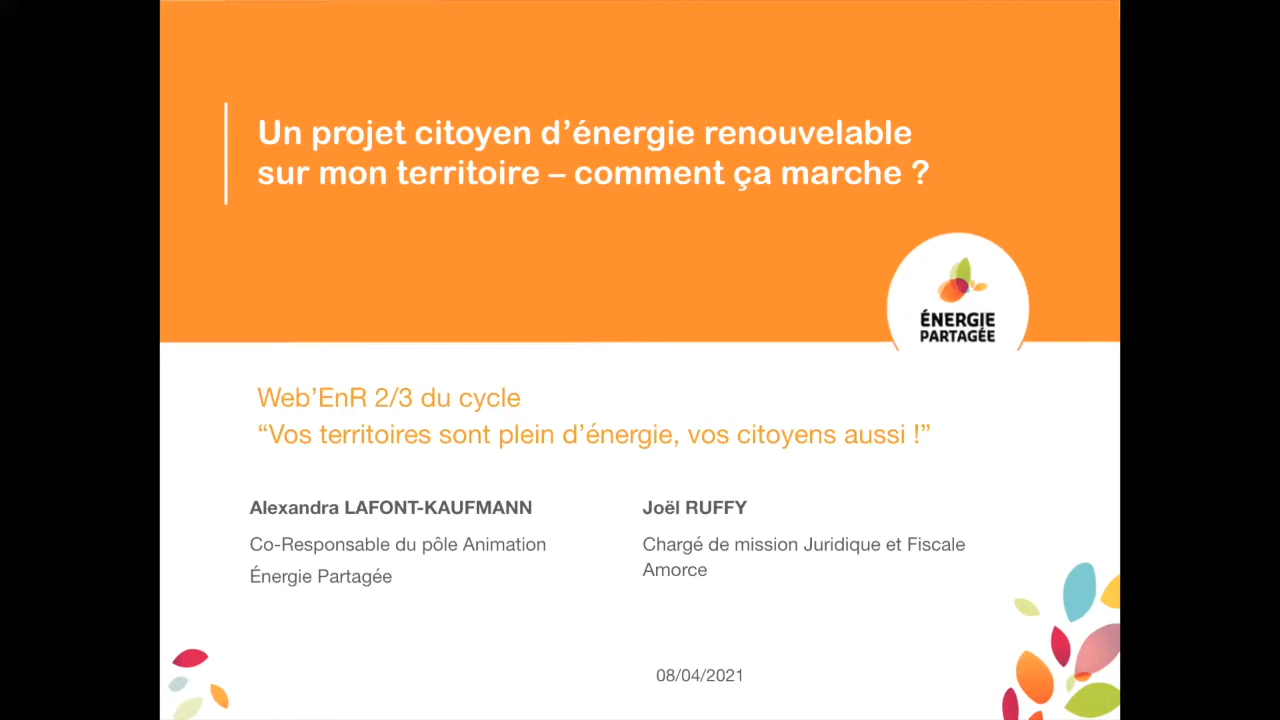 Un projet citoyen d’énergie renouvelable
sur mon territoire – comment ça marche ?
ÉNERGIE
PARTAGÉE
Web’EnR 2/3 du cycle
“Vos territoires sont plein d’énergie, vos citoyens aussi !”
Alexandra LAFONT-KAUFMANN
Co-Responsable du pôle Animation
Énergie Partagée
Joël RUFFY
Chargé de mission Juridique et Fiscale
Amorce
08/04/2021